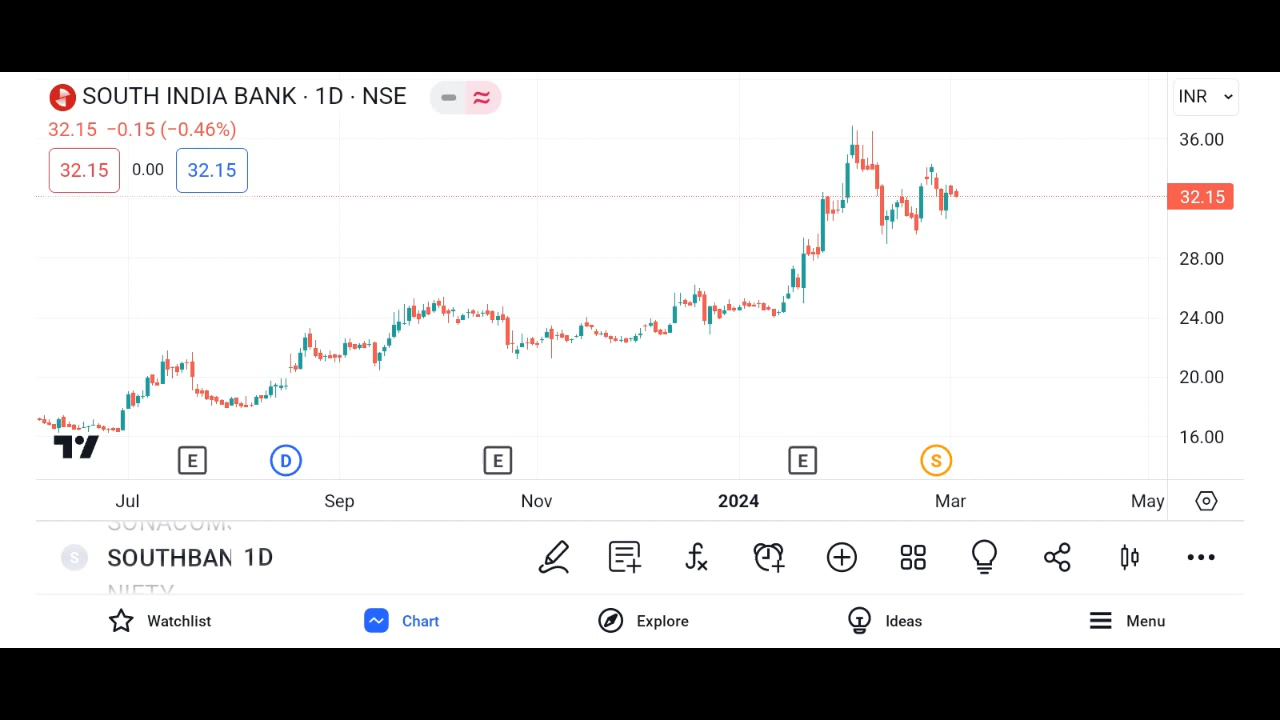 SOUTH INDIA BANK · 1D · NSE
INR
32.15 −0.15 (−0.46%)
32.15 0.00 32.15
36.00
32.15
28.00
24.00
20.00
16.00
E D E E S
Jul Sep Nov 2024 Mar May
S SOUTHBAN 1D
NIFTY
Watchlist Chart Explore Ideas Menu